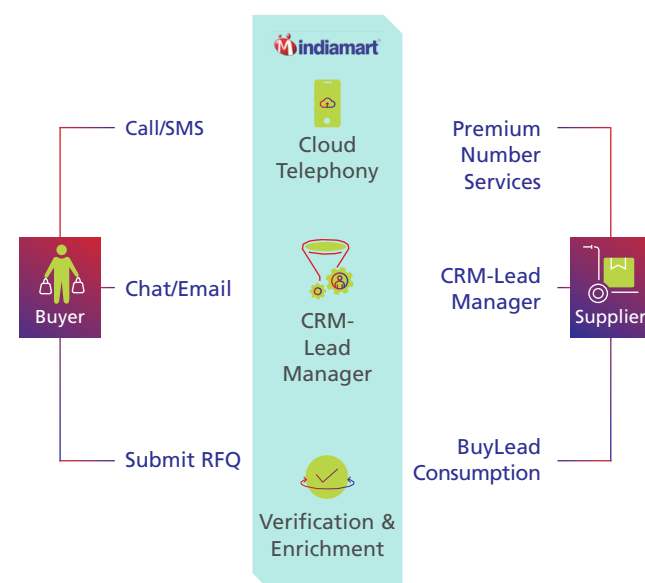 indiamart
Call/SMS
Cloud
Telephony
Premium
Number
Services
Buyer
Chat/Email
CRM-
Lead
Manager
CRM-Lead
Manager
Supplier
Submit RFQ
Verification &
Enrichment
BuyLead
Consumption